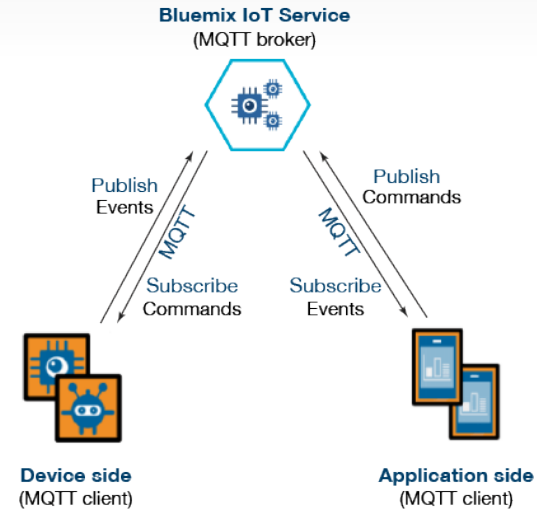 Bluemix IoT Service
(MQTT broker)
Publish
Events
MQTT
Subscribe
Commands
Publish
Commands
MQTT
Subscribe
Events
Device side
(MQTT client)
Application side
(MQTT client)